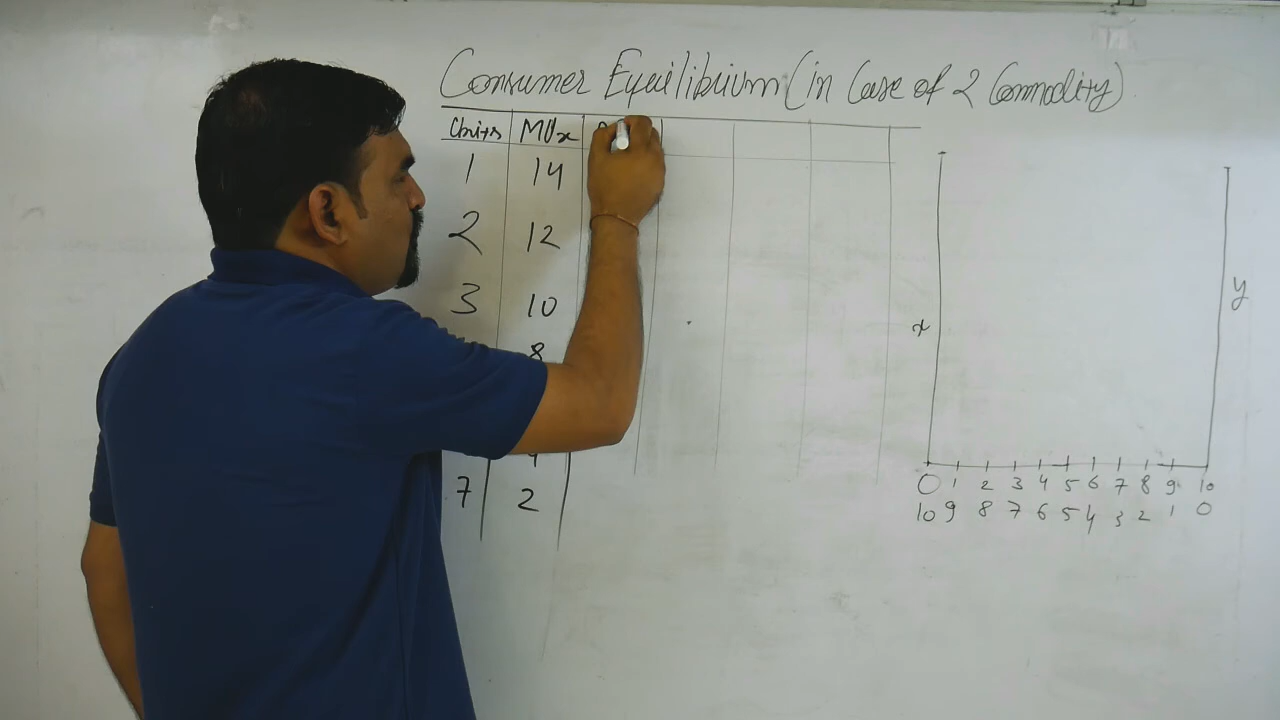 Consumer Equilibrium (in Case of 2 Commodity)
Units MUx
1 14
2 12
3 10
8
4
7 2
x
y
0 1 2 3 4 5 6 7 8 9 10
10 9 8 7 6 5 4 3 2 1 0